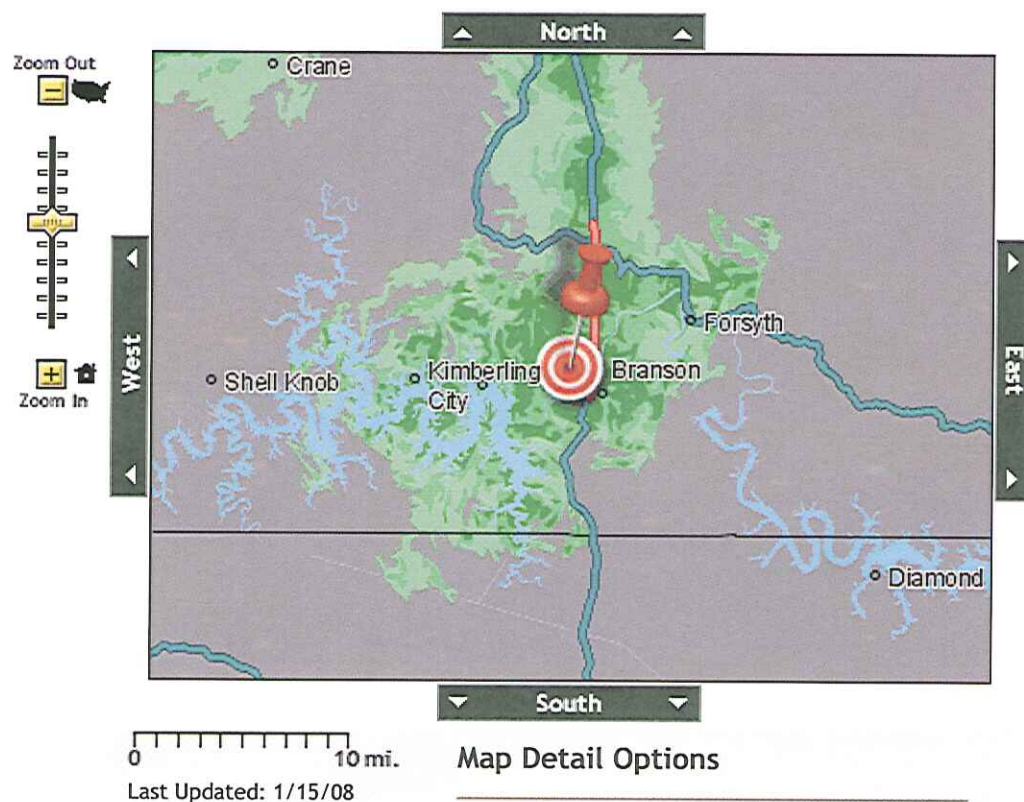 North
Zoom Out
Crane
West
East
Forsyth
Zoom In
Shell Knob
Kimberling
City
Branson
Diamond
South
0 10 mi.
Map Detail Options
Last Updated: 1/15/08